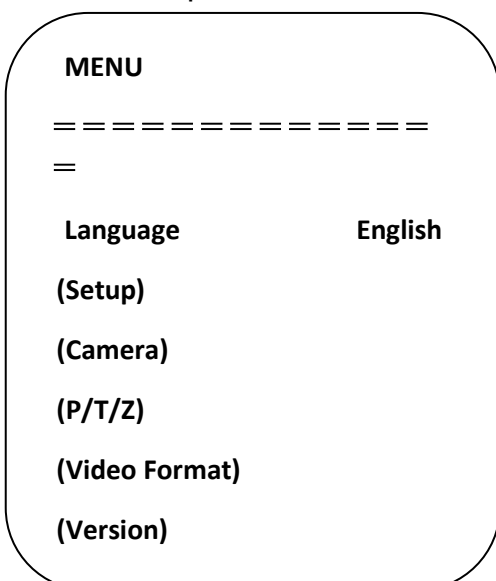 MENU
＝＝＝＝＝＝＝＝＝＝＝＝＝
＝
Language English
(Setup)
(Camera)
(P/T/Z)
(Video Format)
(Version)